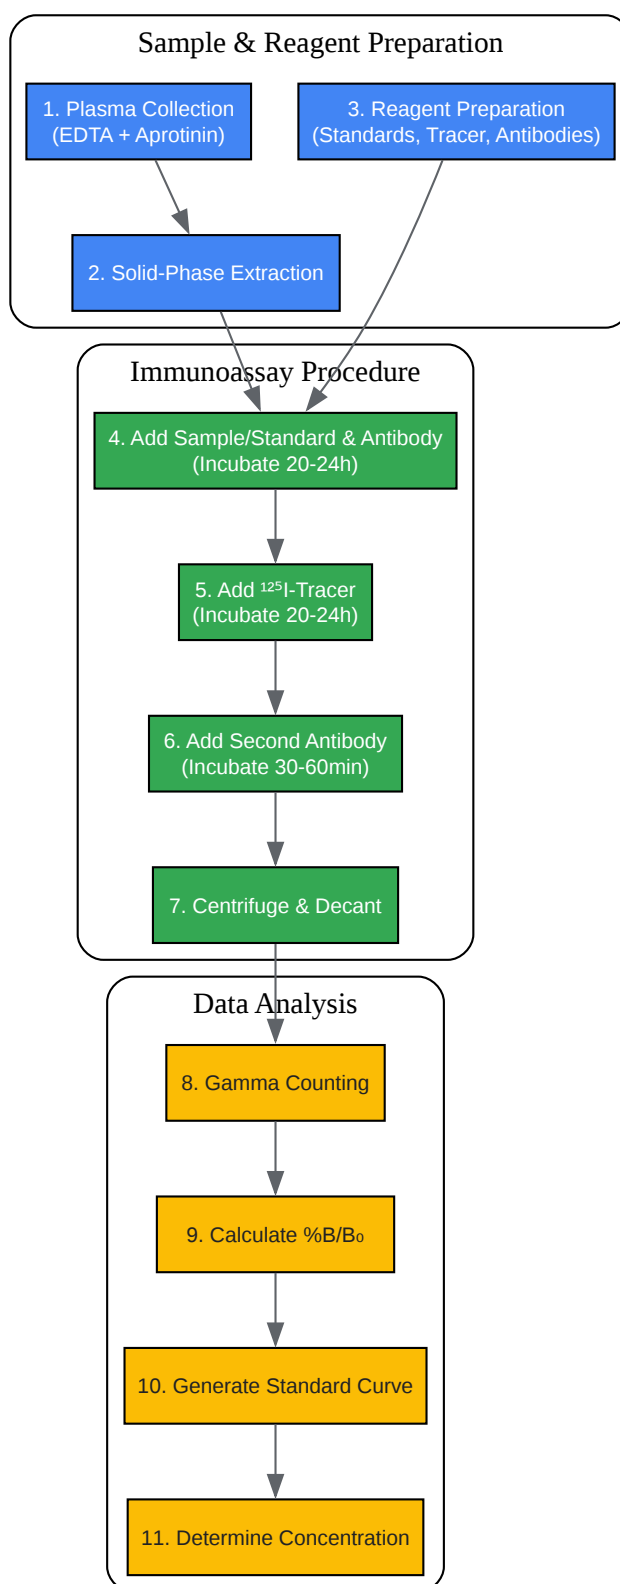 Sample & Reagent Preparation
1. Plasma Collection
(EDTA + Aprotinin)
3. Reagent Preparation
(Standards, Tracer, Antibodies)
2. Solid-Phase Extraction
Immunoassay Procedure
4. Add Sample/Standard & Antibody
(Incubate 20-24h)
5. Add ¹²⁵I-Tracer
(Incubate 20-24h)
6. Add Second Antibody
(Incubate 30-60min)
7. Centrifuge & Decant
Data Analysis
8. Gamma Counting
9. Calculate %B/B₀
10. Generate Standard Curve
11. Determine Concentration